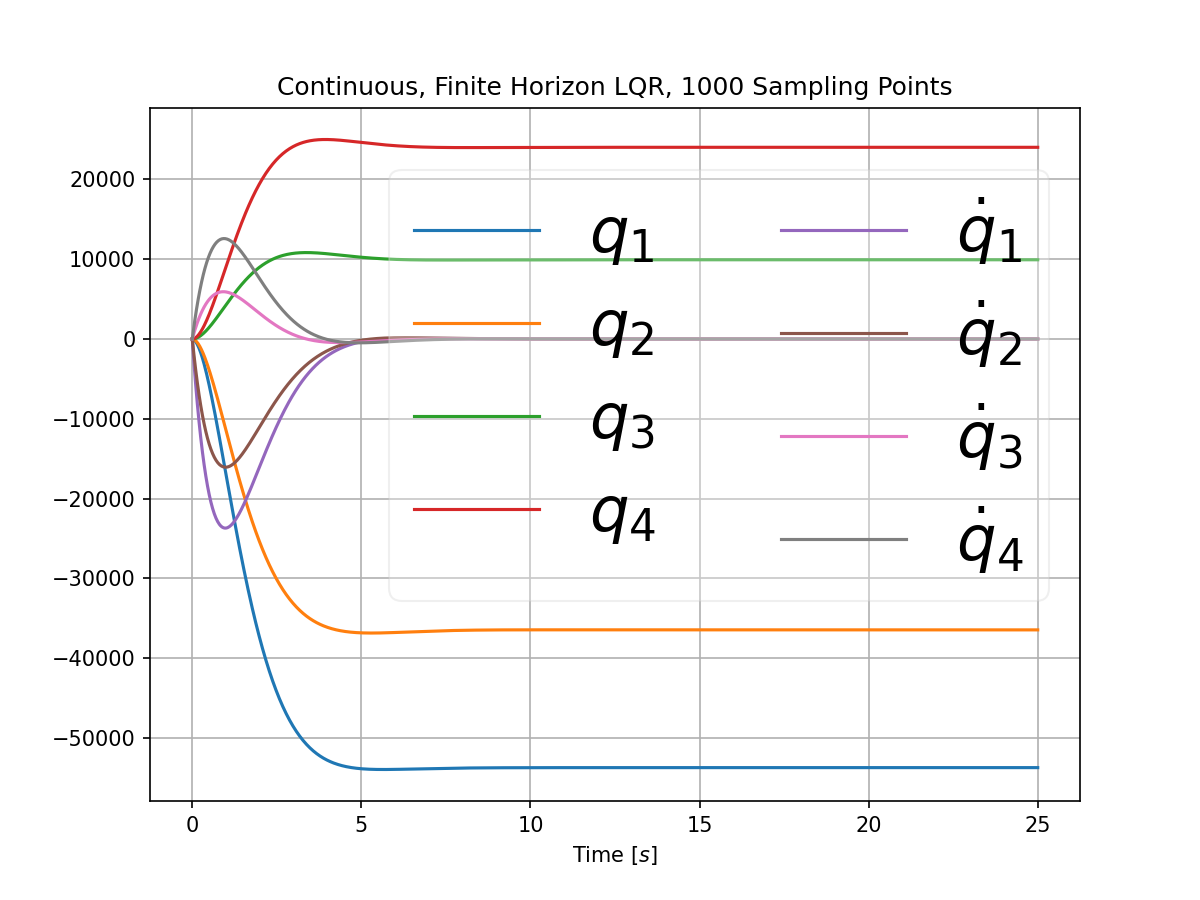 Continuous, Finite Horizon LQR, 1000 Sampling Points
20000
10000
0
−10000
−20000
−30000
−40000
−50000
q₁
q₂
q₃
q₄
q̇₁
q̇₂
q̇₃
q̇₄
0 5 10 15 20 25
Time [s]